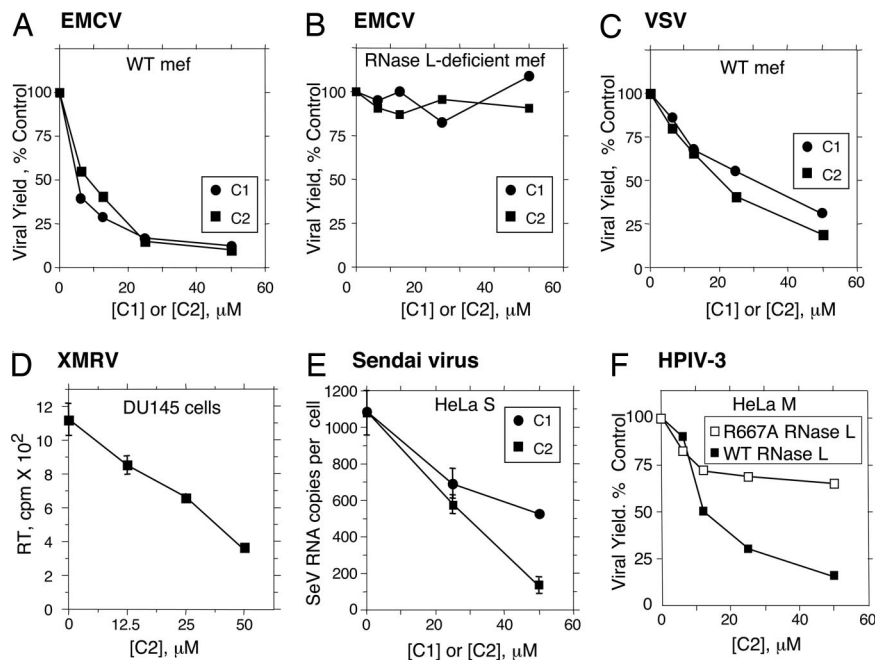 A EMCV
WT mef
Viral Yield , % Control
100
75
50
25
0
C1
C2
0 20 40 60
[C1] or [C2], μM
B EMCV
RNase L-deficient mef
Viral Yield, % Control
100
75
50
25
0
C1
C2
0 20 40 60
[C1] or [C2], μM
C VSV
WT mef
Viral Yield, % Control
100
75
50
25
0
C1
C2
0 20 40 60
[C1] or [C2], μM
D XMRV
DU145 cells
RT, cpm X 10²
12
10
8
6
4
2
0
0 12.5 25 50
[C2], μM
E Sendai virus
HeLa S
SeV RNA copies per cell
1200
1000
800
600
400
200
0
C1
C2
0 20 40 60
[C1] or [C2], μM
F HPIV-3
HeLa M
R667A RNase L
WT RNase L
Viral Yield. % Control
100
75
50
25
0
0 20 40 60
[C2], μM